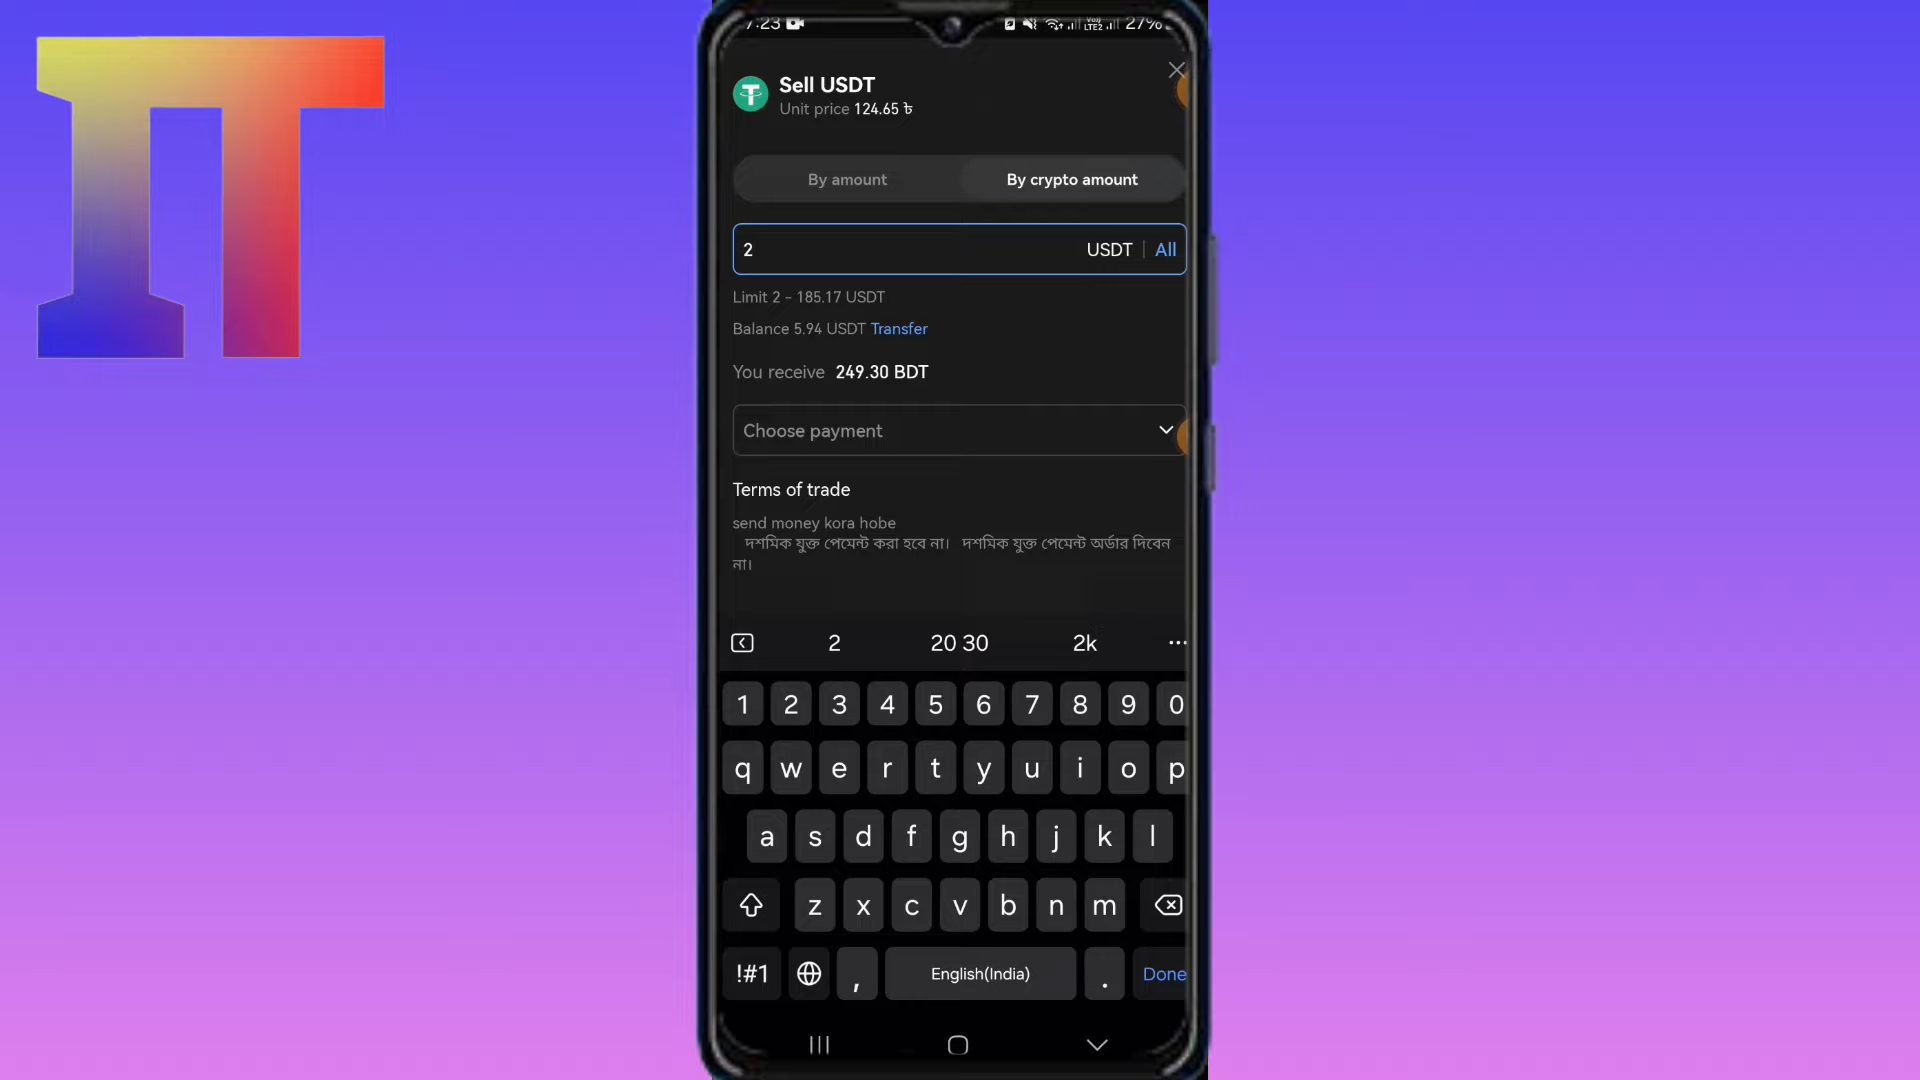 IT
7:23
LTE2 27%
Sell USDT
Unit price 124.65 ৳
By amount By crypto amount
2 USDT All
Limit 2 - 185.17 USDT
Balance 5.94 USDT Transfer
You receive 249.30 BDT
Choose payment
Terms of trade
send money kora hobe
দশমিক যুক্ত পেমেন্ট করা হবে না। দশমিক যুক্ত পেমেন্ট অর্ডার দিবেন
না।
2 20 30 2k
1 2 3 4 5 6 7 8 9 0
q w e r t y u i o p
a s d f g h j k l
z x c v b n m
!#1 , English(India) . Done